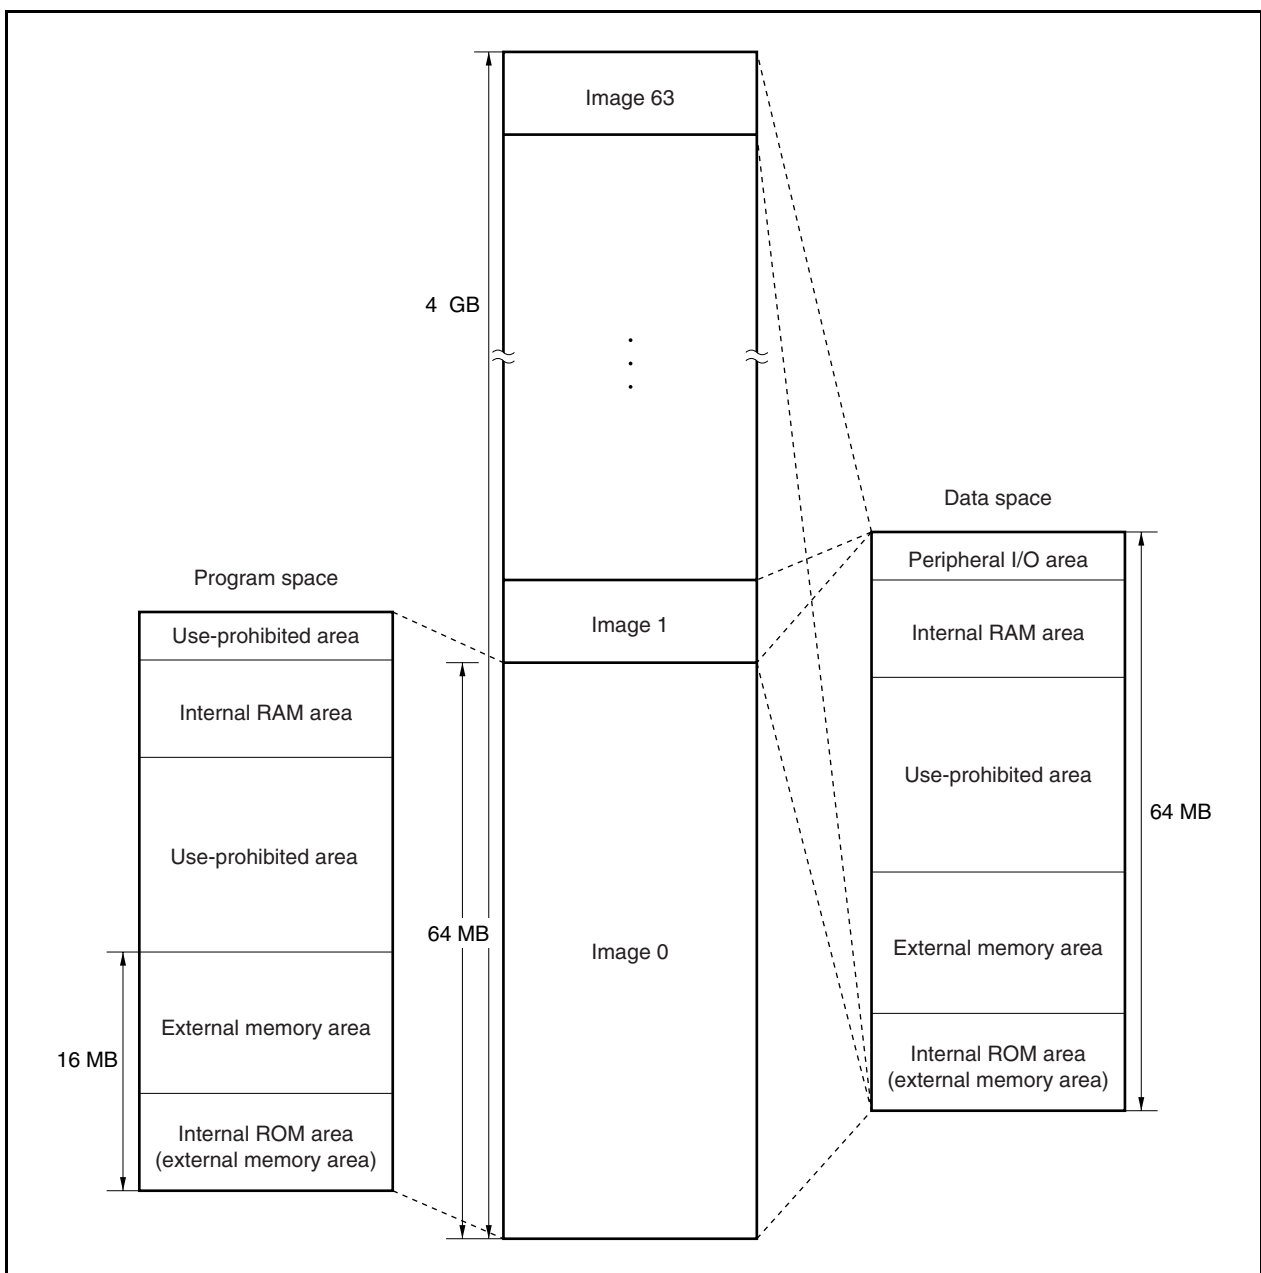 Image 63
4 GB
Data space
Peripheral I/O area
Program space
Image 1
Use-prohibited area
Internal RAM area
Internal RAM area
Use-prohibited area
64 MB
Use-prohibited area
64 MB
Image 0
External memory area
External memory area
16 MB
Internal ROM area
(external memory area)
Internal ROM area
(external memory area)